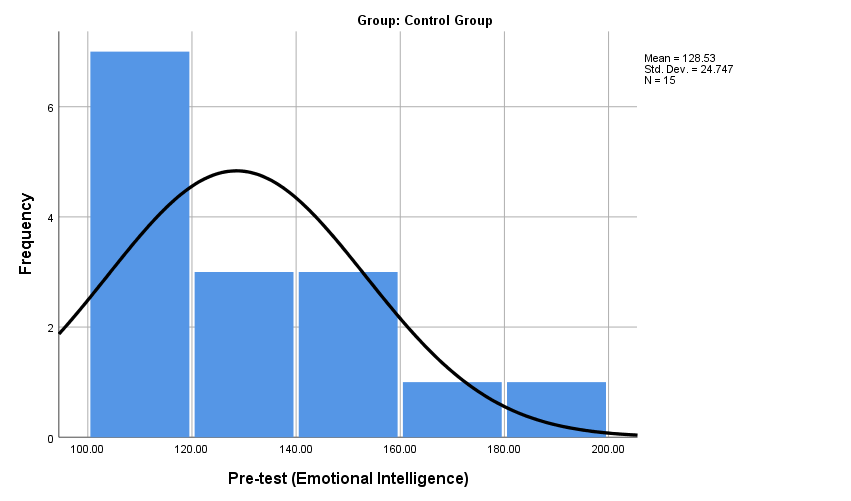 Group: Control Group
Mean = 128.53
Std. Dev. = 24.747
N = 15
Frequency
6
4
2
0
100.00 120.00 140.00 160.00 180.00 200.00
Pre-test (Emotional Intelligence)